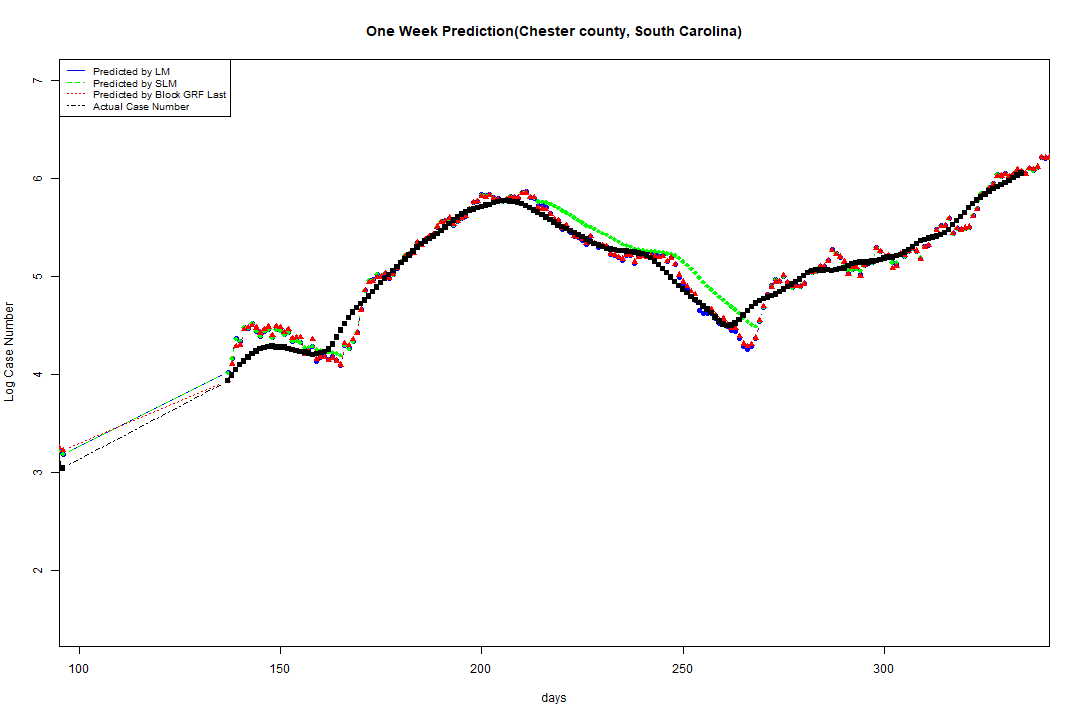 One Week Prediction(Chester county, South Carolina)
Predicted by LM
Predicted by SLM
Predicted by Block GRF Last
Actual Case Number
7
6
5
4
3
2
Log Case Number
100 150 200 250 300
days